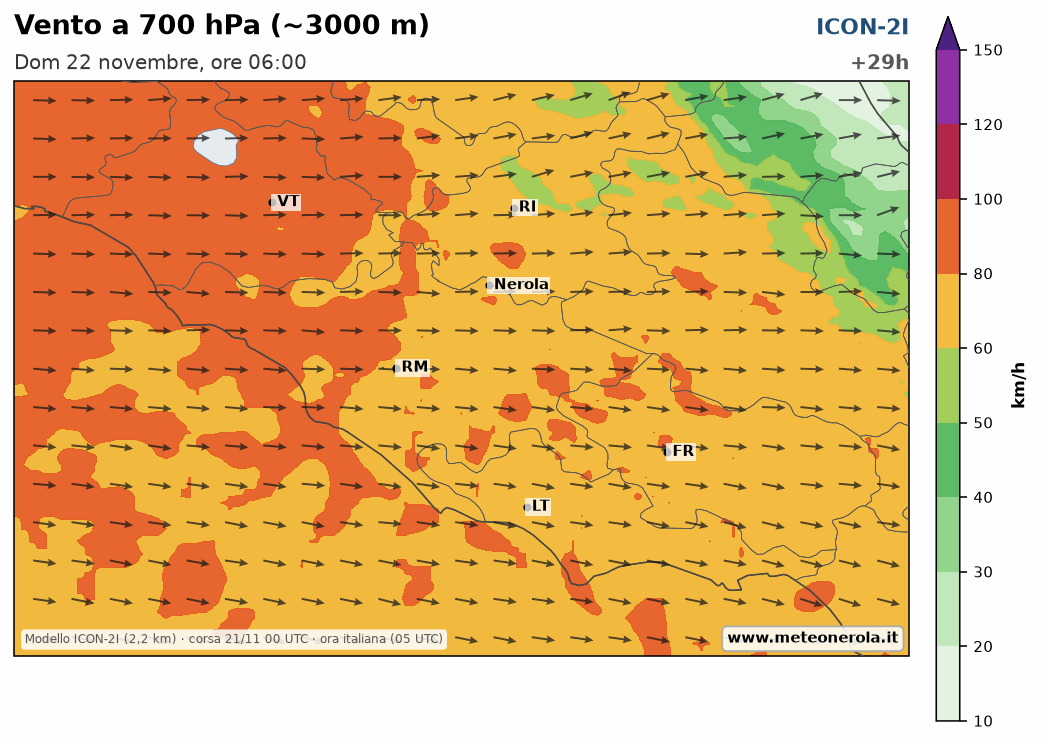 Vento a 700 hPa (~3000 m)
ICON-2I
Dom 22 novembre, ore 06:00
+29h
150
120
100
80
60
50
40
30
20
10
km/h
VT
RI
Nerola
RM
FR
LT
Modello ICON-2I (2,2 km) · corsa 21/11 00 UTC · ora italiana (05 UTC)
www.meteonerola.it